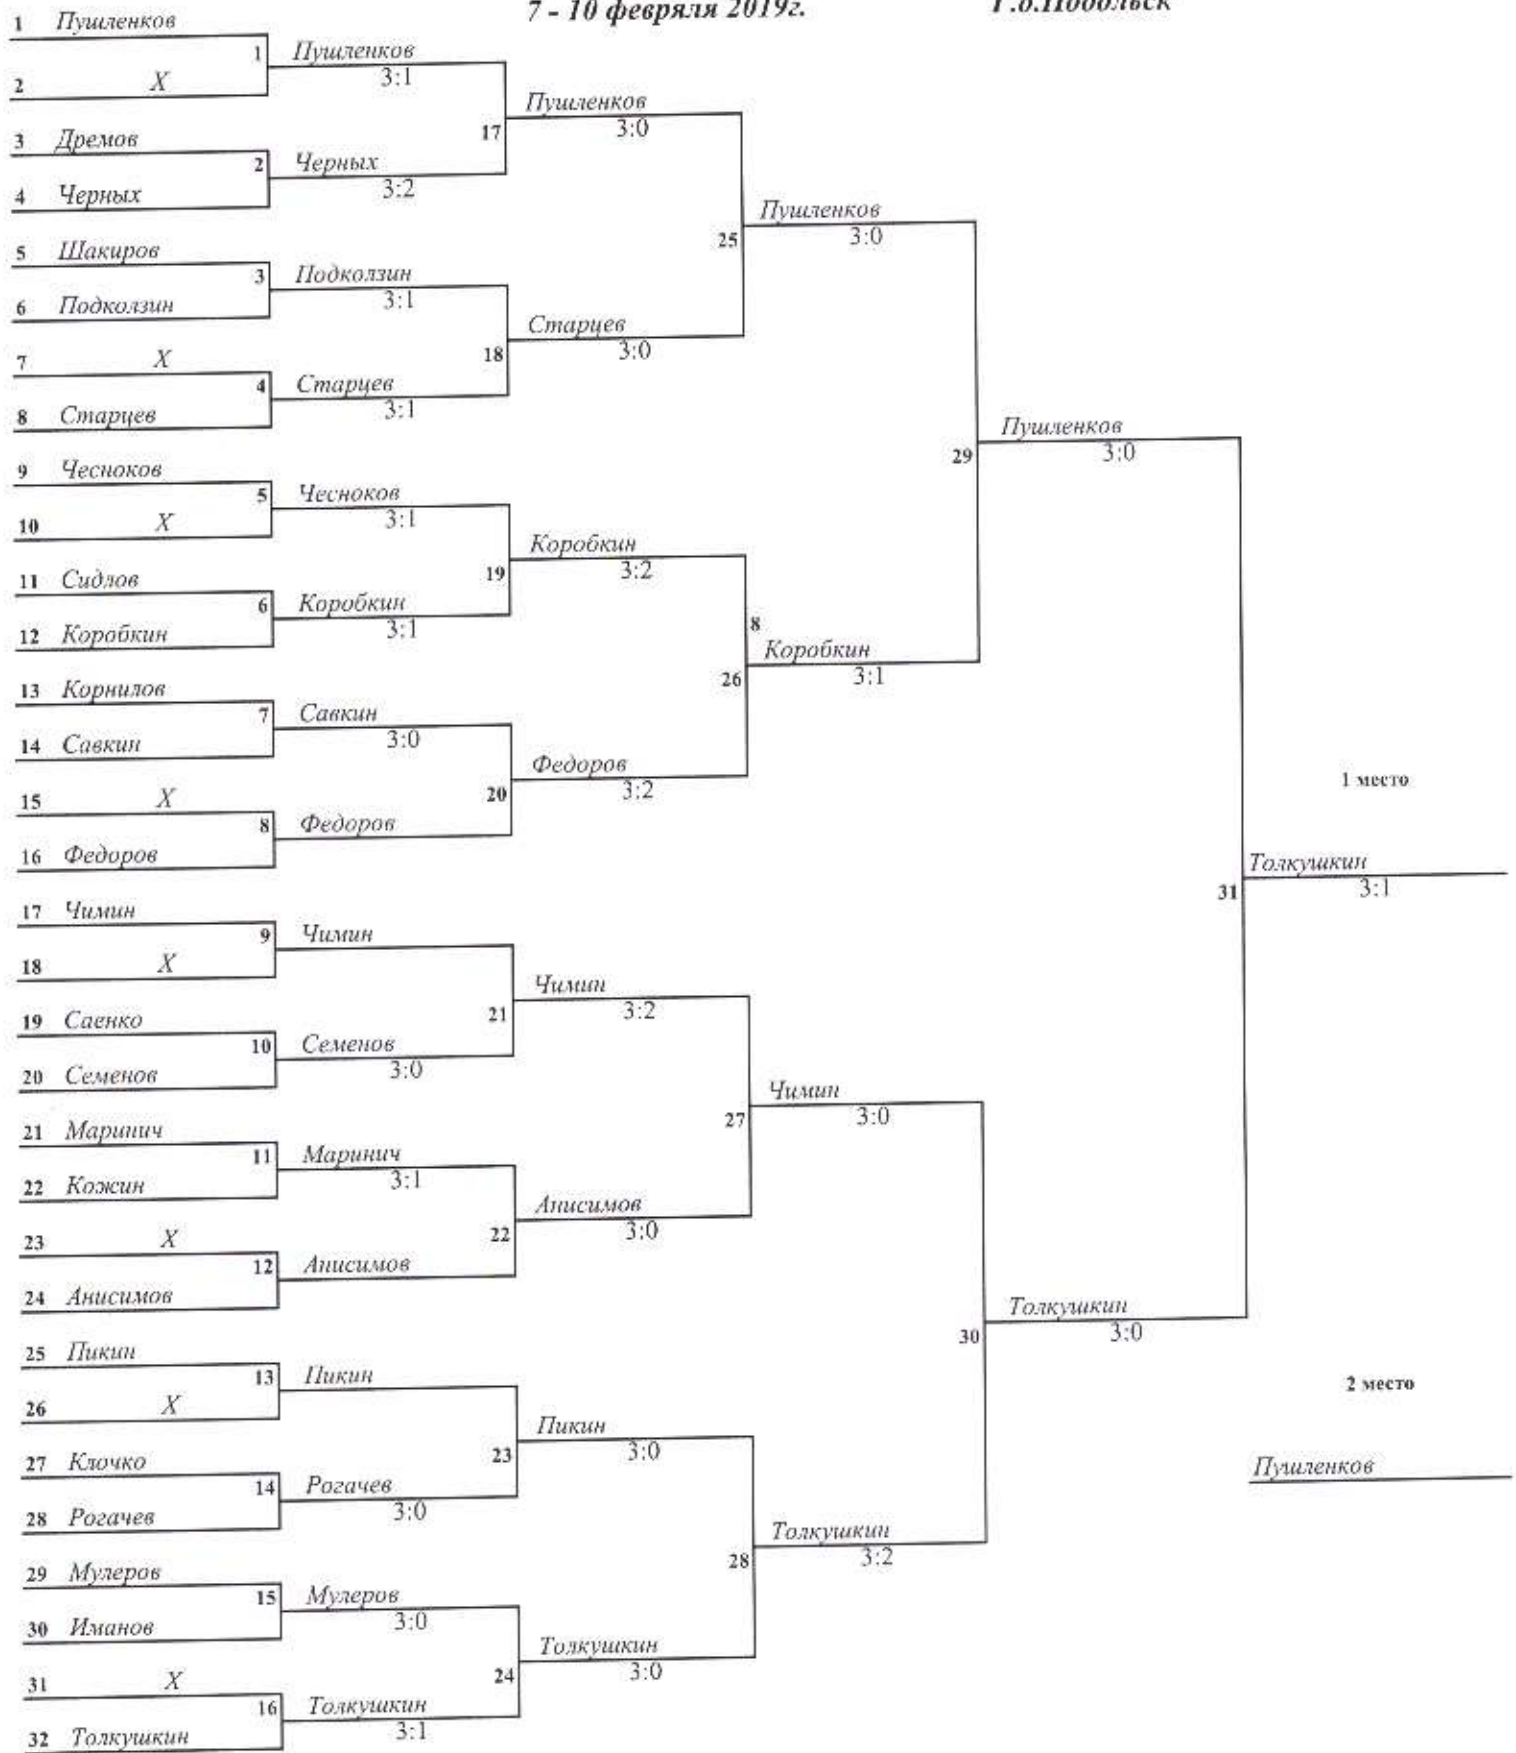 7 - 10 февряля 2019г. Г.о.Подольск
1 Пушленков
1 Пушленков
3:1
2 X
Пушленков
3:0
17
3 Дремов
2 Черных
3:2
4 Черных
Пушленков
3:0
25
5 Шакиров
3 Подколзин
3:1
6 Подколзин
Старцев
3:0
18
7 X
4 Старцев
3:1
8 Старцев
Пушленков
3:0
29
9 Чесноков
5 Чесноков
3:1
10 X
Коробкин
3:2
19
11 Сидлов
6 Коробкин
3:1
12 Коробкин
8
Коробкин
3:1
26
13 Корнилов
7 Савкин
3:0
14 Савкин
Федоров
3:2
20
15 X
8 Федоров
16 Федоров
1 место
Толкушкин
3:1
31
17 Чимин
9 Чимин
18 X
Чимин
3:2
21
19 Саенко
10 Семенов
3:0
20 Семенов
Чимин
3:0
27
21 Маринич
11 Маринич
3:1
22 Кожин
Анисимов
3:0
22
23 X
12 Анисимов
24 Анисимов
Толкушкин
3:0
30
25 Пикин
13 Пикин
26 X
2 место
Пикин
3:0
23
27 Клочко
14 Рогачев
3:0
28 Рогачев
Пушленков
Толкушкин
3:2
28
29 Мулеров
15 Мулеров
3:0
30 Иманов
Толкушкин
3:0
24
31 X
16 Толкушкин
3:1
32 Толкушкин